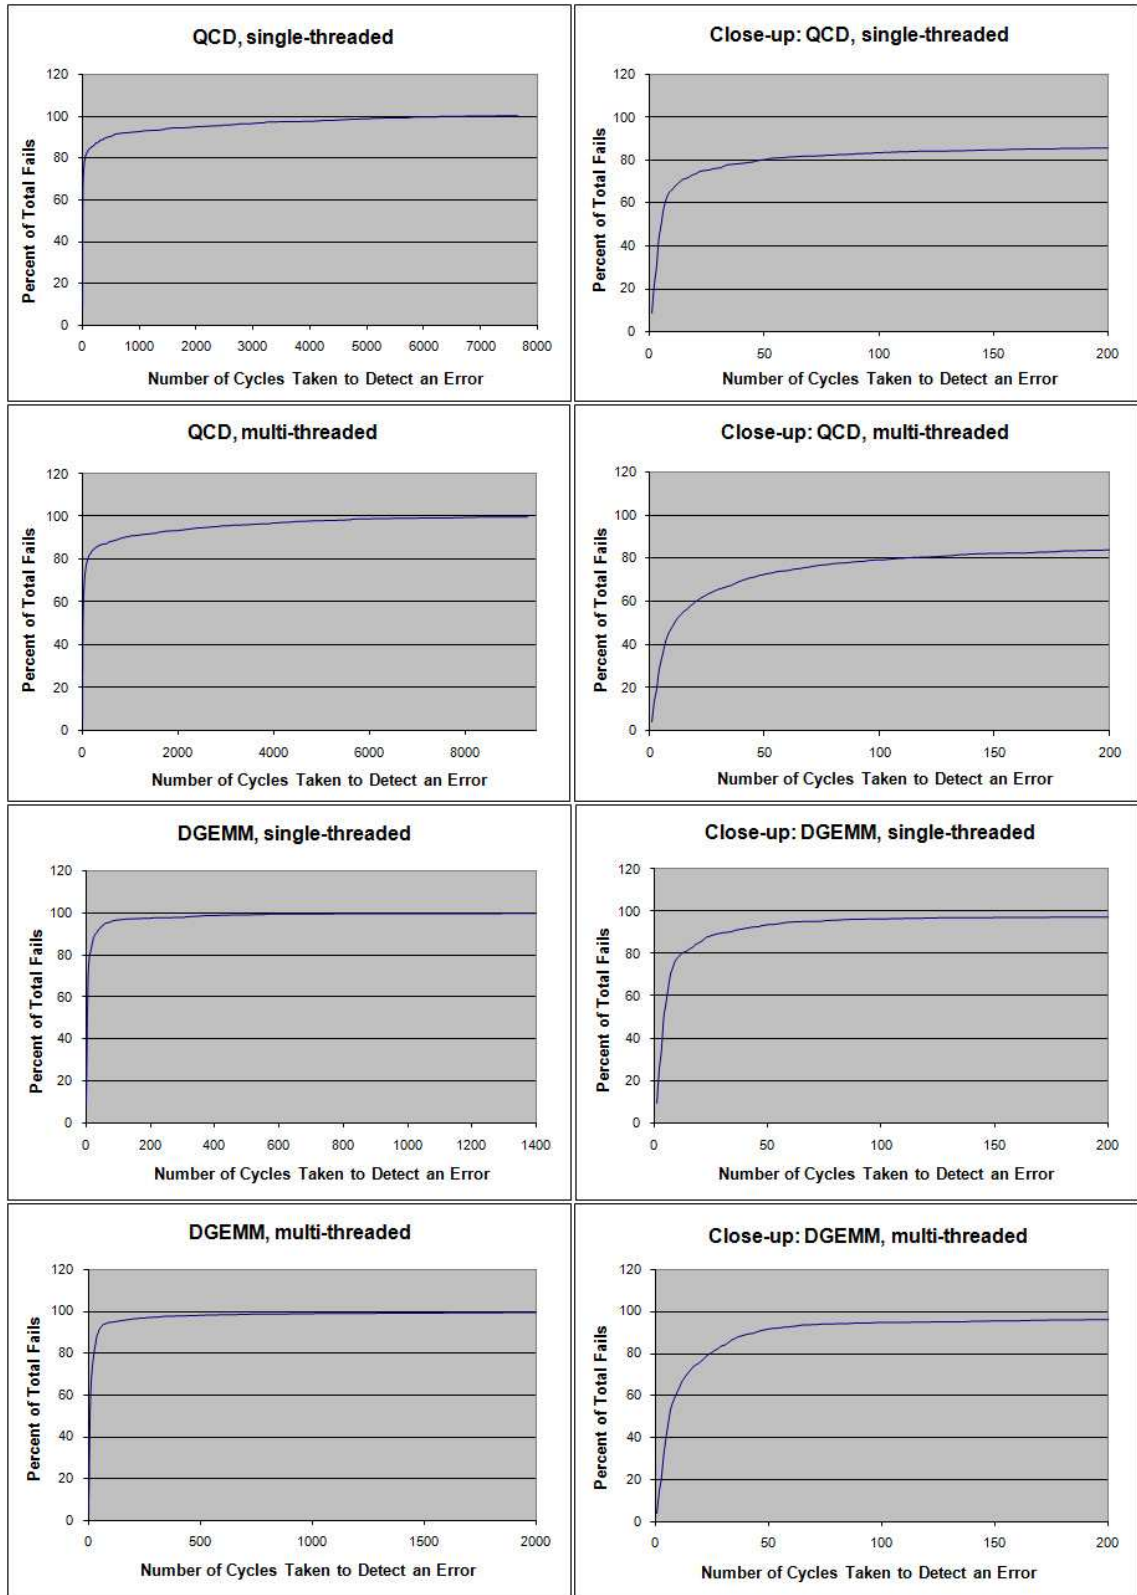 QCD, single-threaded
120
100
80
60
40
20
0
0 1000 2000 3000 4000 5000 6000 7000 8000
Percent of Total Fails
Number of Cycles Taken to Detect an Error
Close-up: QCD, single-threaded
120
100
80
60
40
20
0
0 50 100 150 200
Percent of Total Fails
Number of Cycles Taken to Detect an Error
QCD, multi-threaded
120
100
80
60
40
20
0
0 2000 4000 6000 8000
Percent of Total Fails
Number of Cycles Taken to Detect an Error
Close-up: QCD, multi-threaded
120
100
80
60
40
20
0
0 50 100 150 200
Percent of Total Fails
Number of Cycles Taken to Detect an Error
DGEMM, single-threaded
120
100
80
60
40
20
0
0 200 400 600 800 1000 1200 1400
Percent of Total Fails
Number of Cycles Taken to Detect an Error
Close-up: DGEMM, single-threaded
120
100
80
60
40
20
0
0 50 100 150 200
Percent of Total Fails
Number of Cycles Taken to Detect an Error
DGEMM, multi-threaded
120
100
80
60
40
20
0
0 500 1000 1500 2000
Percent of Total Fails
Number of Cycles Taken to Detect an Error
Close-up: DGEMM, multi-threaded
120
100
80
60
40
20
0
0 50 100 150 200
Percent of Total Fails
Number of Cycles Taken to Detect an Error